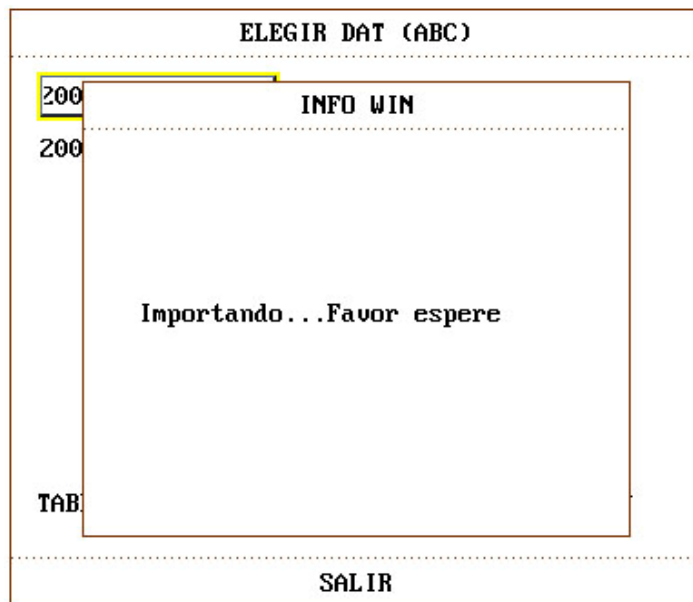 ELEGIR DAT (ABC)
200
INFO WIN
200
Importando...Favor espere
TAB
SALIR